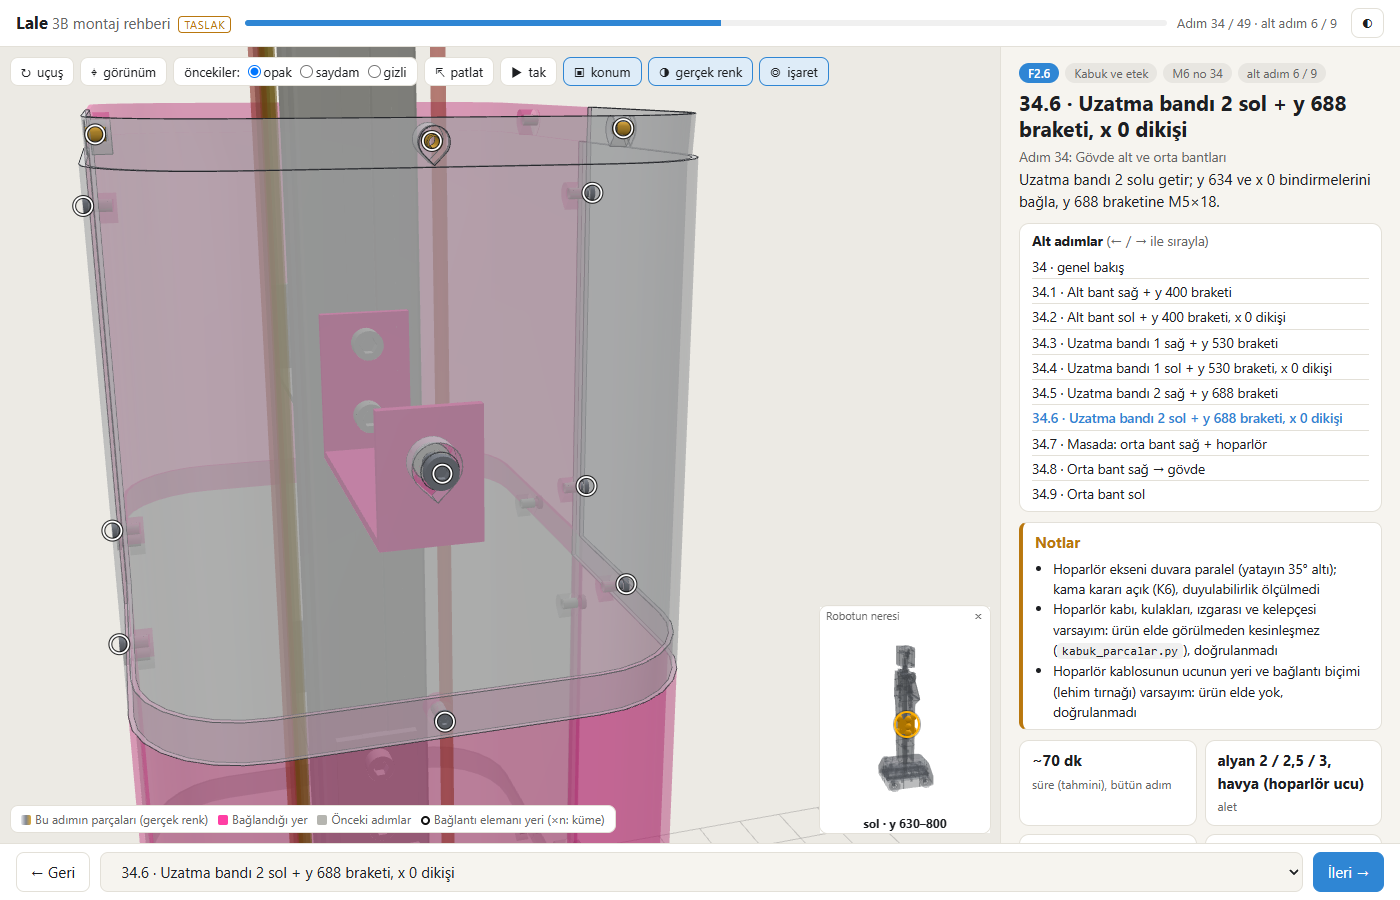 Lale 3B montaj rehberi TASLAK
Adım 34 / 49 · alt adım 6 / 9
↻ uçuş
⌖ görünüm
öncekiler: opak saydam gizli
⇱ patlat
▶ tak
▣ konum
◑ gerçek renk
◎ işaret
Robotun neresi ×
sol · y 630–800
Bu adımın parçaları (gerçek renk) Bağlandığı yer Önceki adımlar Bağlantı elemanı yeri (×n: küme)
F2.6 Kabuk ve etek M6 no 34 alt adım 6 / 9
34.6 · Uzatma bandı 2 sol + y 688
braketi, x 0 dikişi
Adım 34: Gövde alt ve orta bantları
Uzatma bandı 2 solu getir; y 634 ve x 0 bindirmelerini
bağla, y 688 braketine M5×18.
Alt adımlar (← / → ile sırayla)
34 · genel bakış
34.1 · Alt bant sağ + y 400 braketi
34.2 · Alt bant sol + y 400 braketi, x 0 dikişi
34.3 · Uzatma bandı 1 sağ + y 530 braketi
34.4 · Uzatma bandı 1 sol + y 530 braketi, x 0 dikişi
34.5 · Uzatma bandı 2 sağ + y 688 braketi
34.6 · Uzatma bandı 2 sol + y 688 braketi, x 0 dikişi
34.7 · Masada: orta bant sağ + hoparlör
34.8 · Orta bant sağ → gövde
34.9 · Orta bant sol
Notlar
• Hoparlör ekseni duvara paralel (yatayın 35° altı);
kama kararı açık (K6), duyulabilirlik ölçülmedi
• Hoparlör kabı, kulakları, ızgarası ve kelepçesi
varsayım: ürün elde görülmeden kesinleşmez
( kabuk_parcalar.py ), doğrulanmadı
• Hoparlör kablosunun ucunun yeri ve bağlantı biçimi
(lehim tırnağı) varsayım: ürün elde yok,
doğrulanmadı
~70 dk
süre (tahmini), bütün adım
alyan 2 / 2,5 / 3,
havya (hoparlör ucu)
alet
← Geri
34.6 · Uzatma bandı 2 sol + y 688 braketi, x 0 dikişi
İleri →